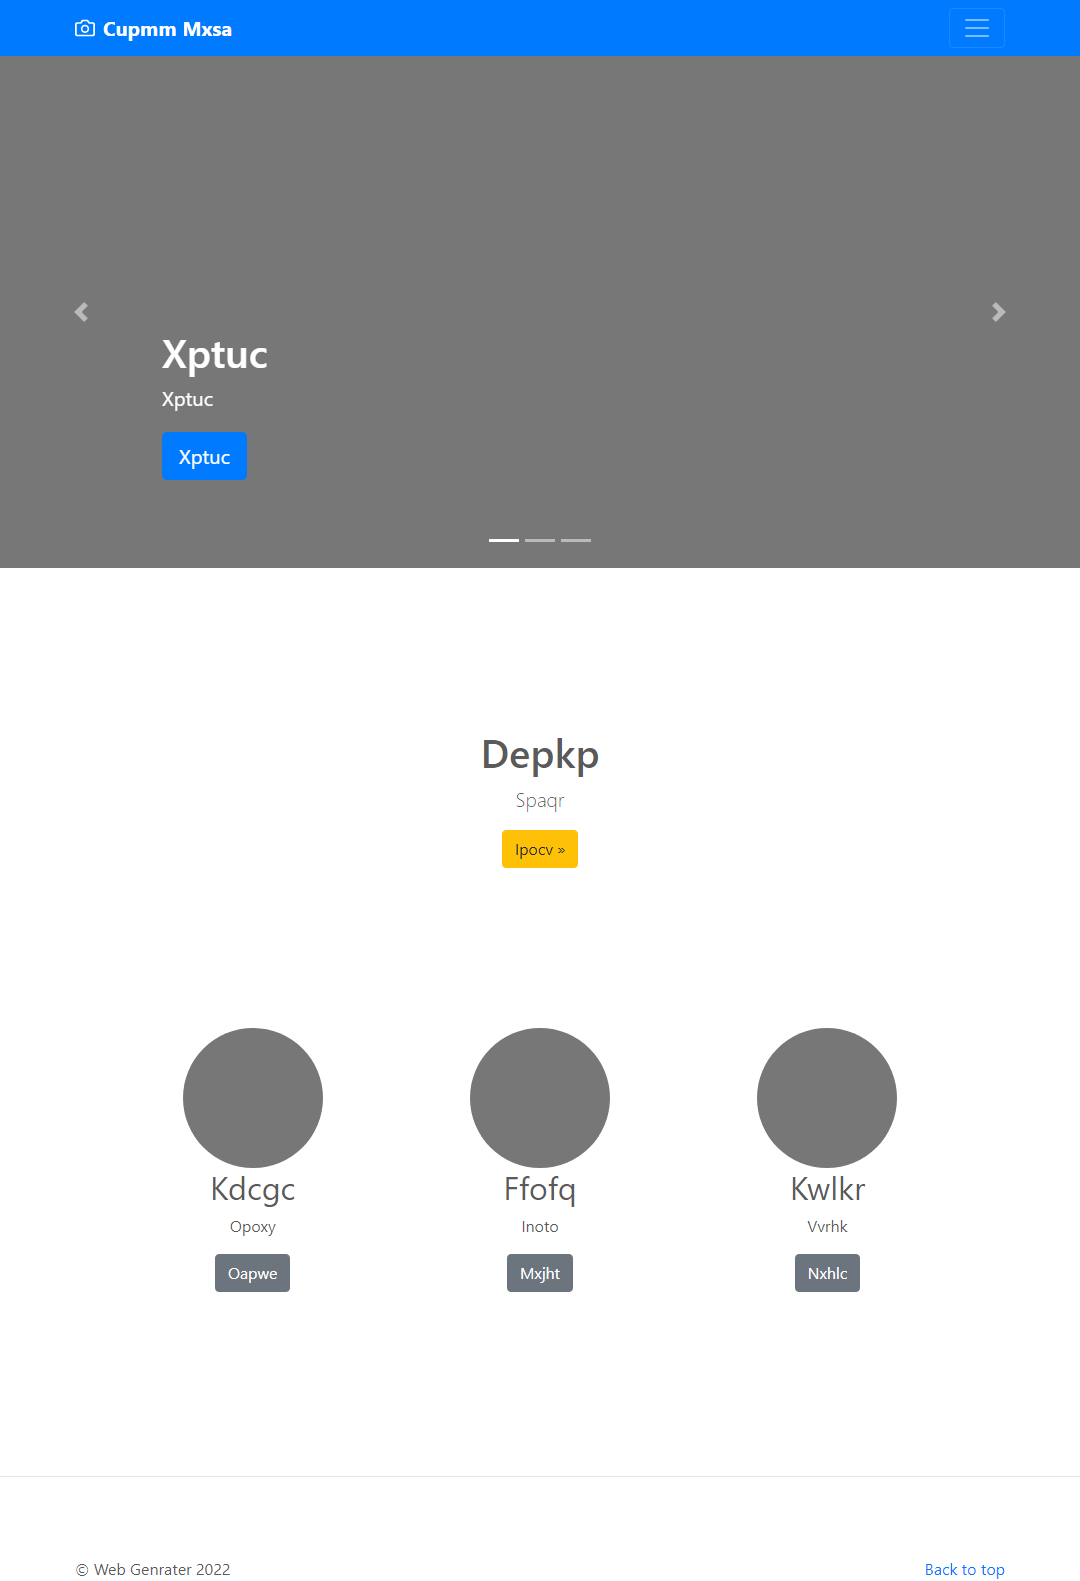 Cupmm Mxsa
Xptuc
Xptuc
Xptuc
Depkp
Spaqr
Ipocv »
Kdcgc
Opoxy
Oapwe
Ffofq
Inoto
Mxjht
Kwlkr
Vvrhk
Nxhlc
© Web Genrater 2022
Back to top